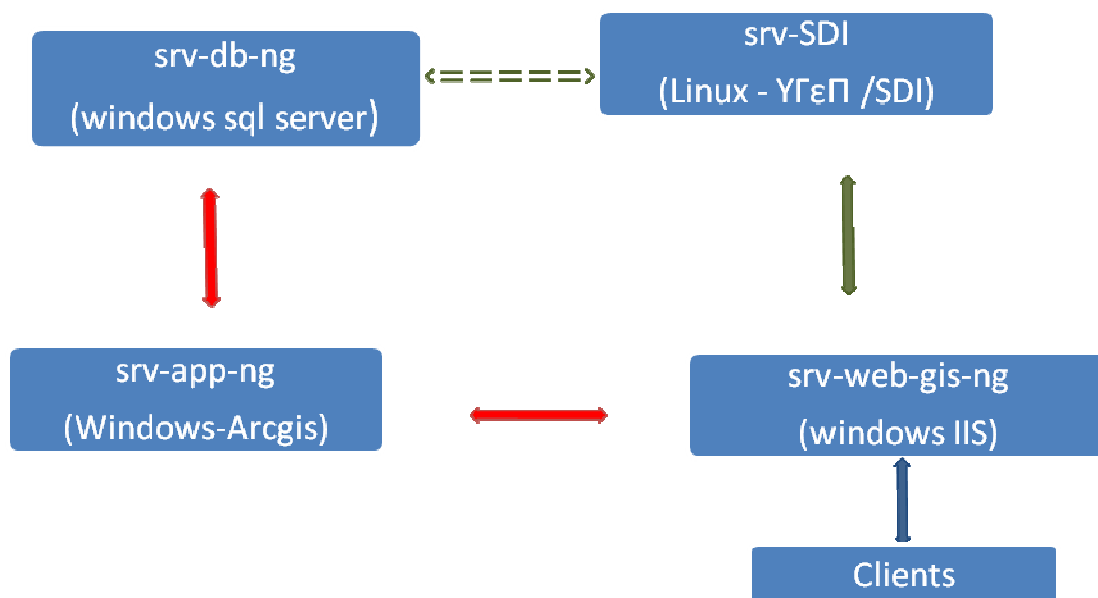 srv-db-ng
(windows sql server)
srv-SDI
(Linux - ΥΓεΠ /SDI)
srv-app-ng
(Windows-Arcgis)
srv-web-gis-ng
(windows IIS)
Clients